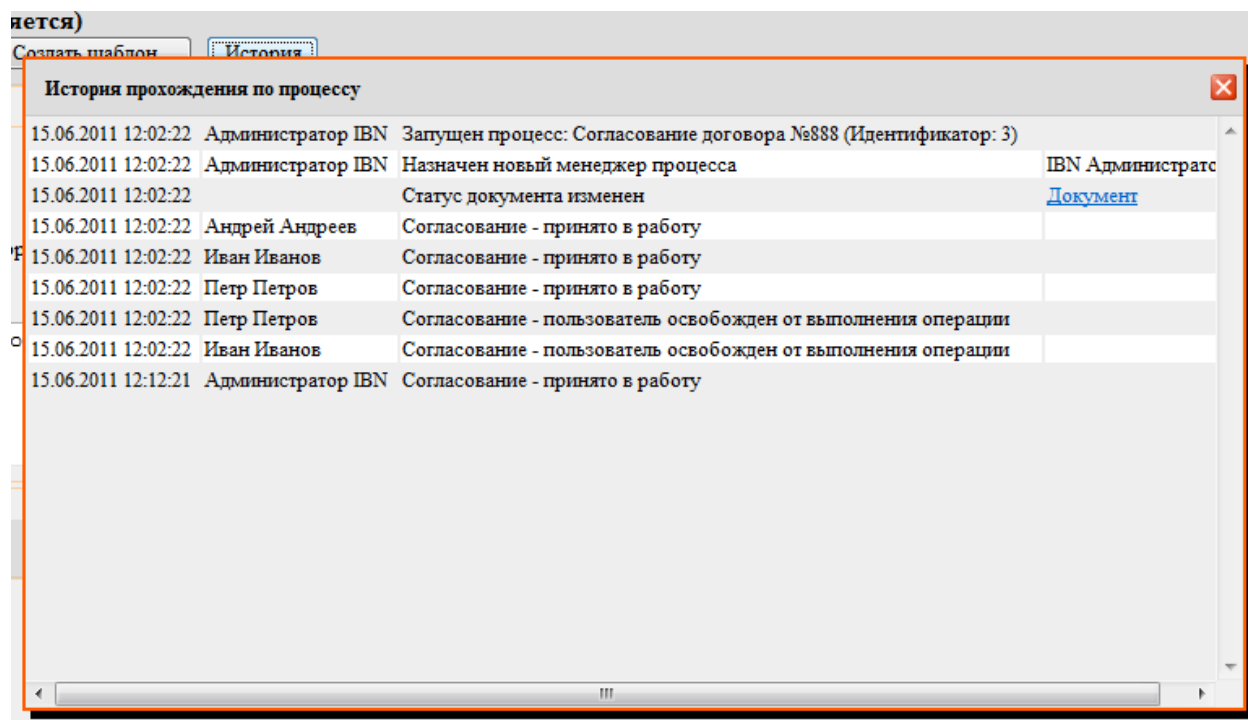 яется)
Создать шаблон История
История прохождения по процессу
15.06.2011 12:02:22 Администратор IBN Запущен процесс: Согласование договора №888 (Идентификатор: 3)
15.06.2011 12:02:22 Администратор IBN Назначен новый менеджер процесса IBN Администрато
15.06.2011 12:02:22 Статус документа изменен Документ
15.06.2011 12:02:22 Андрей Андреев Согласование - принято в работу
15.06.2011 12:02:22 Иван Иванов Согласование - принято в работу
15.06.2011 12:02:22 Петр Петров Согласование - принято в работу
15.06.2011 12:02:22 Петр Петров Согласование - пользователь освобожден от выполнения операции
15.06.2011 12:02:22 Иван Иванов Согласование - пользователь освобожден от выполнения операции
15.06.2011 12:12:21 Администратор IBN Согласование - принято в работу